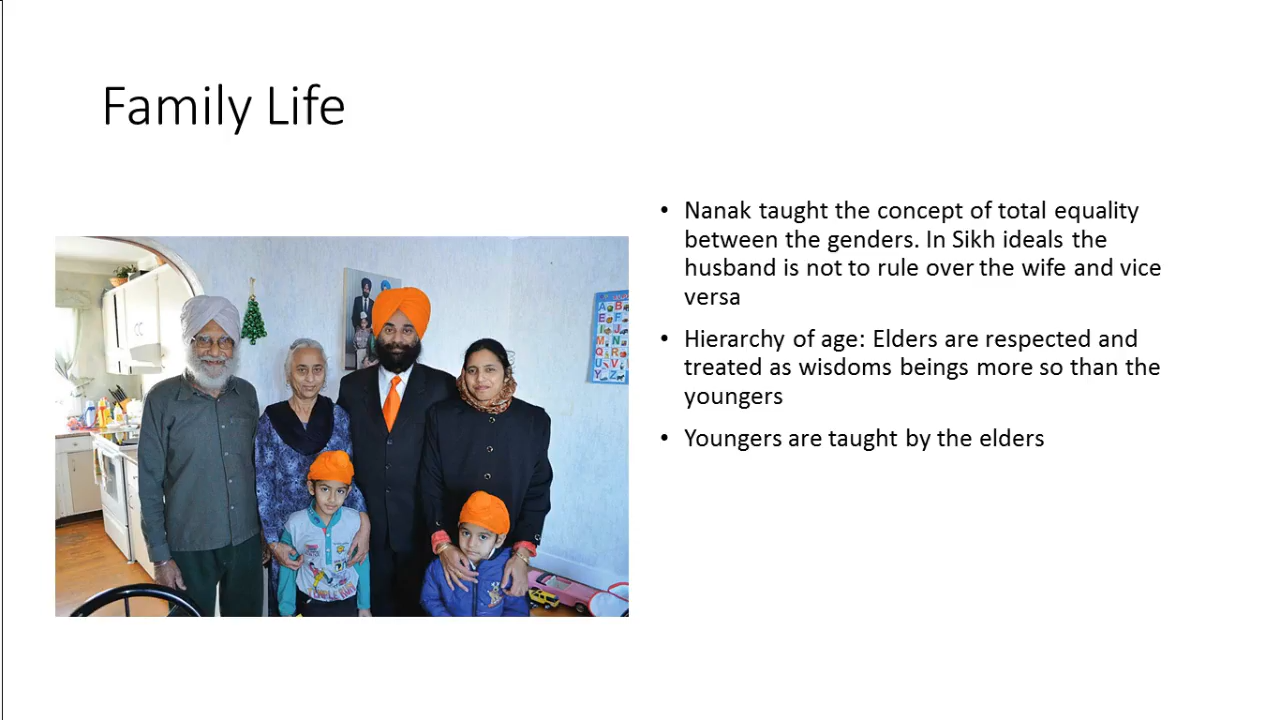 Family Life
• Nanak taught the concept of total equality
between the genders. In Sikh ideals the
husband is not to rule over the wife and vice
versa
• Hierarchy of age: Elders are respected and
treated as wisdoms beings more so than the
youngers
• Youngers are taught by the elders